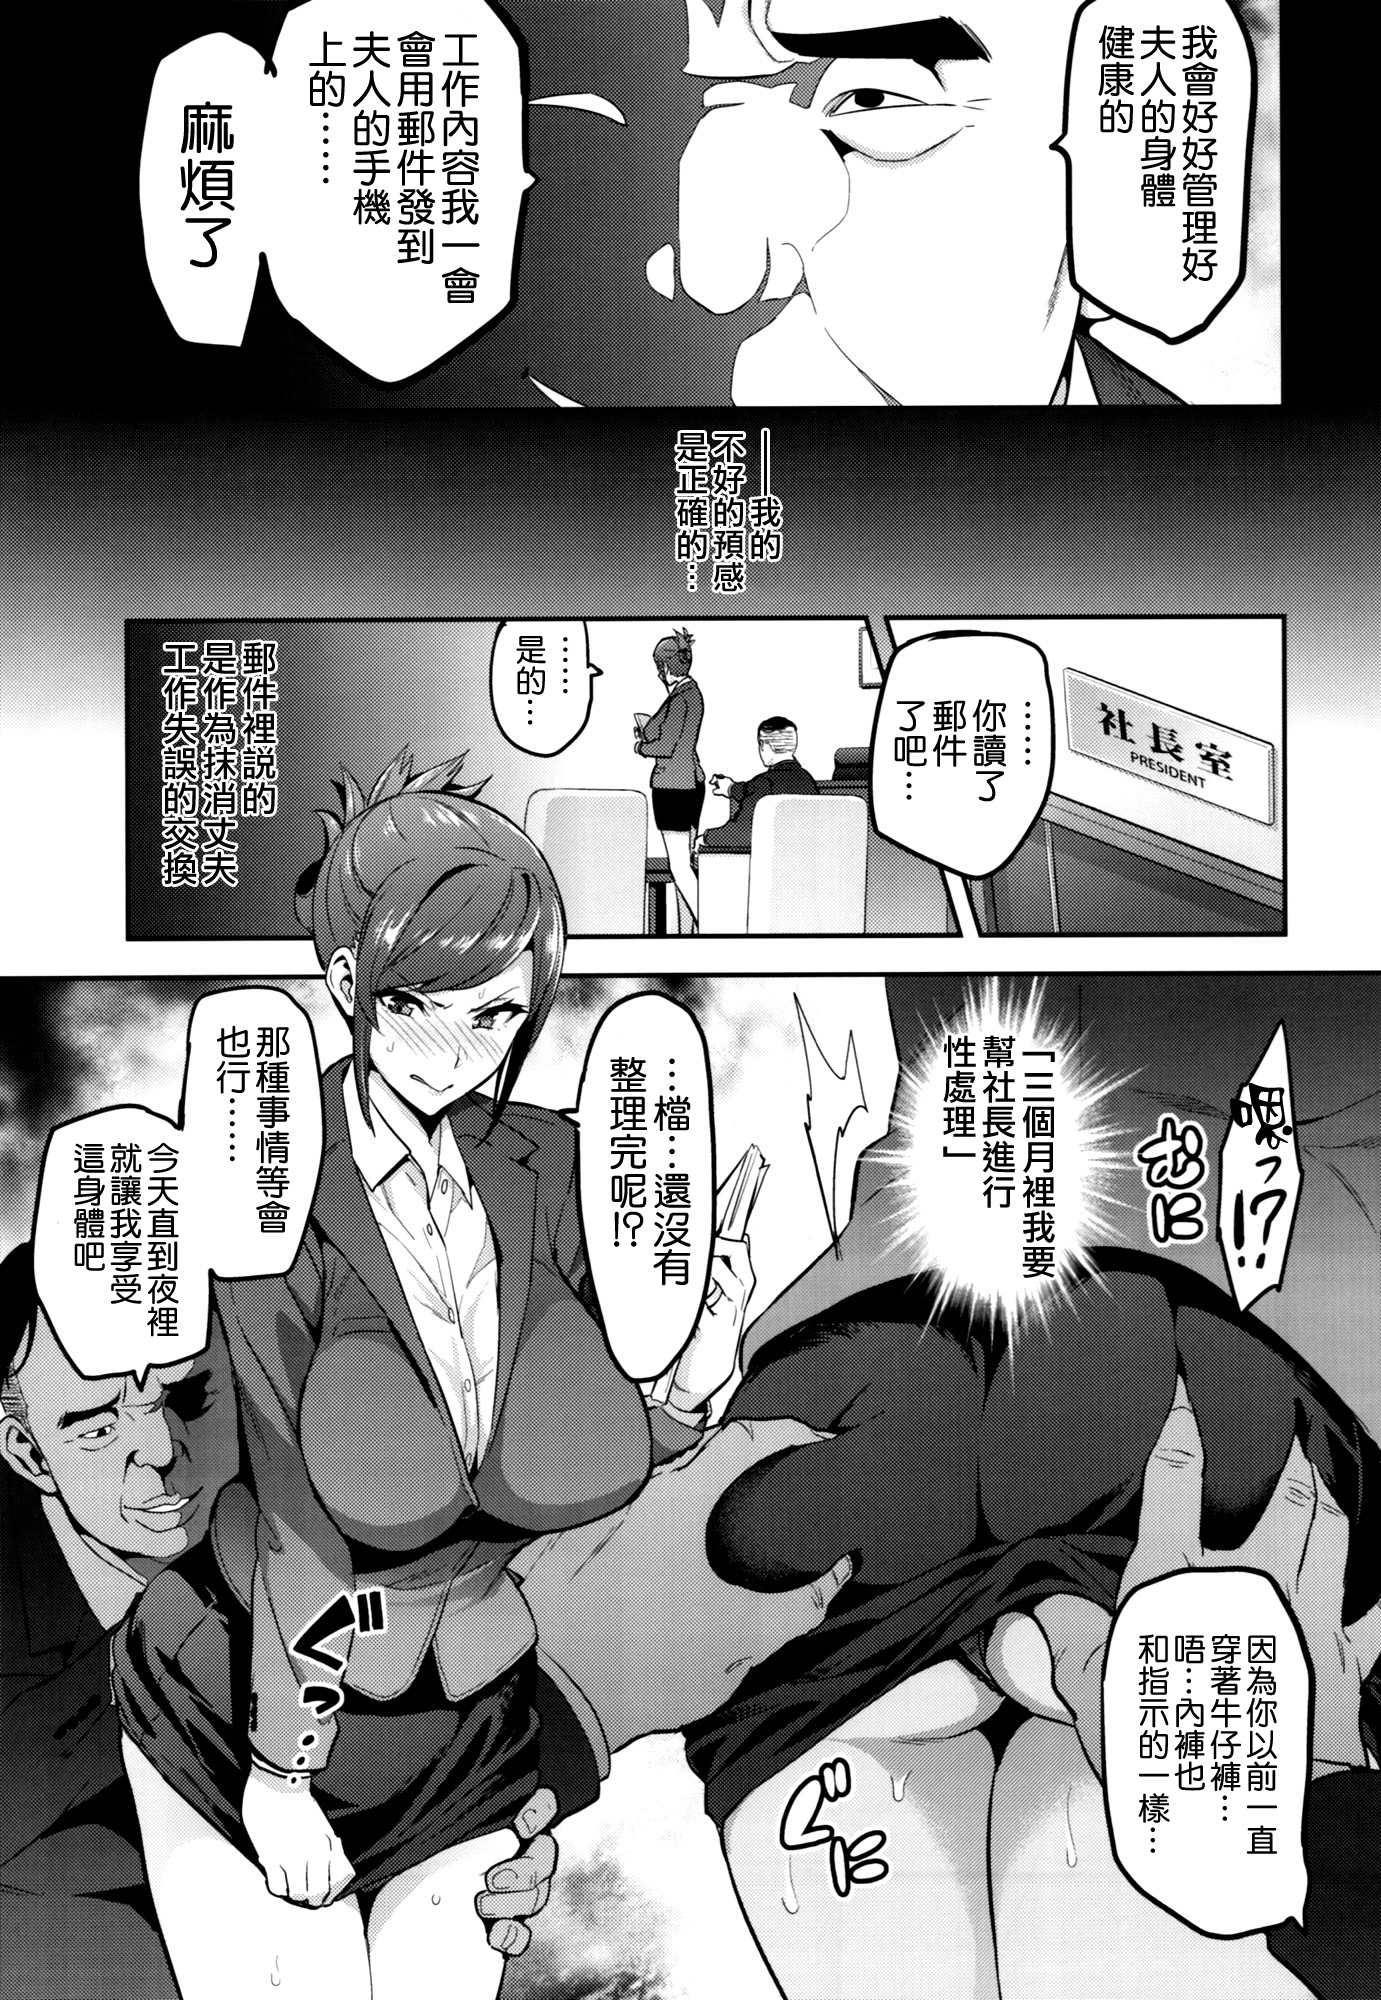 我會好好管理好
夫人的身體
健康的
工作內容我一會
會用郵件發到
夫人的手機
上的……
麻煩了
——我的
不好的預感
是正確的…
社長室
PRESIDENT
……
你讀了
郵件
了吧…
……
是的…
郵件裡説的
是作為抹消丈夫
工作失誤的交換
「三個月裡我要
幫社長進行
性處理」
っ!?
むに
…檔…還沒有
整理完呢!?
那種事情等會
也行……
今天直到夜裡
就讓我享受
這身體吧
因為你以前一直
穿著牛仔褲…
唔…內褲也
和指示的一樣…
ぐっ…
ぐに